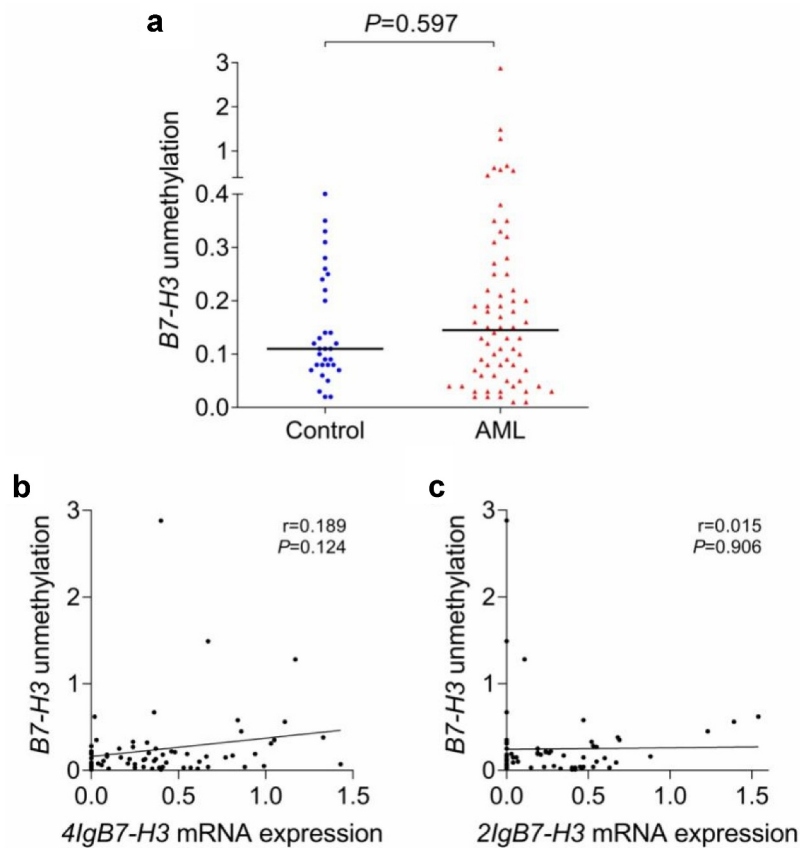 a
P=0.597
3
2
1
0.4
0.3
0.2
0.1
0.0
B7-H3 unmethylation
Control AML
b
3
2
1
0
B7-H3 unmethylation
r=0.189
P=0.124
0.0 0.5 1.0 1.5
4IgB7-H3 mRNA expression
c
3
2
1
0
B7-H3 unmethylation
r=0.015
P=0.906
0.0 0.5 1.0 1.5
2IgB7-H3 mRNA expression